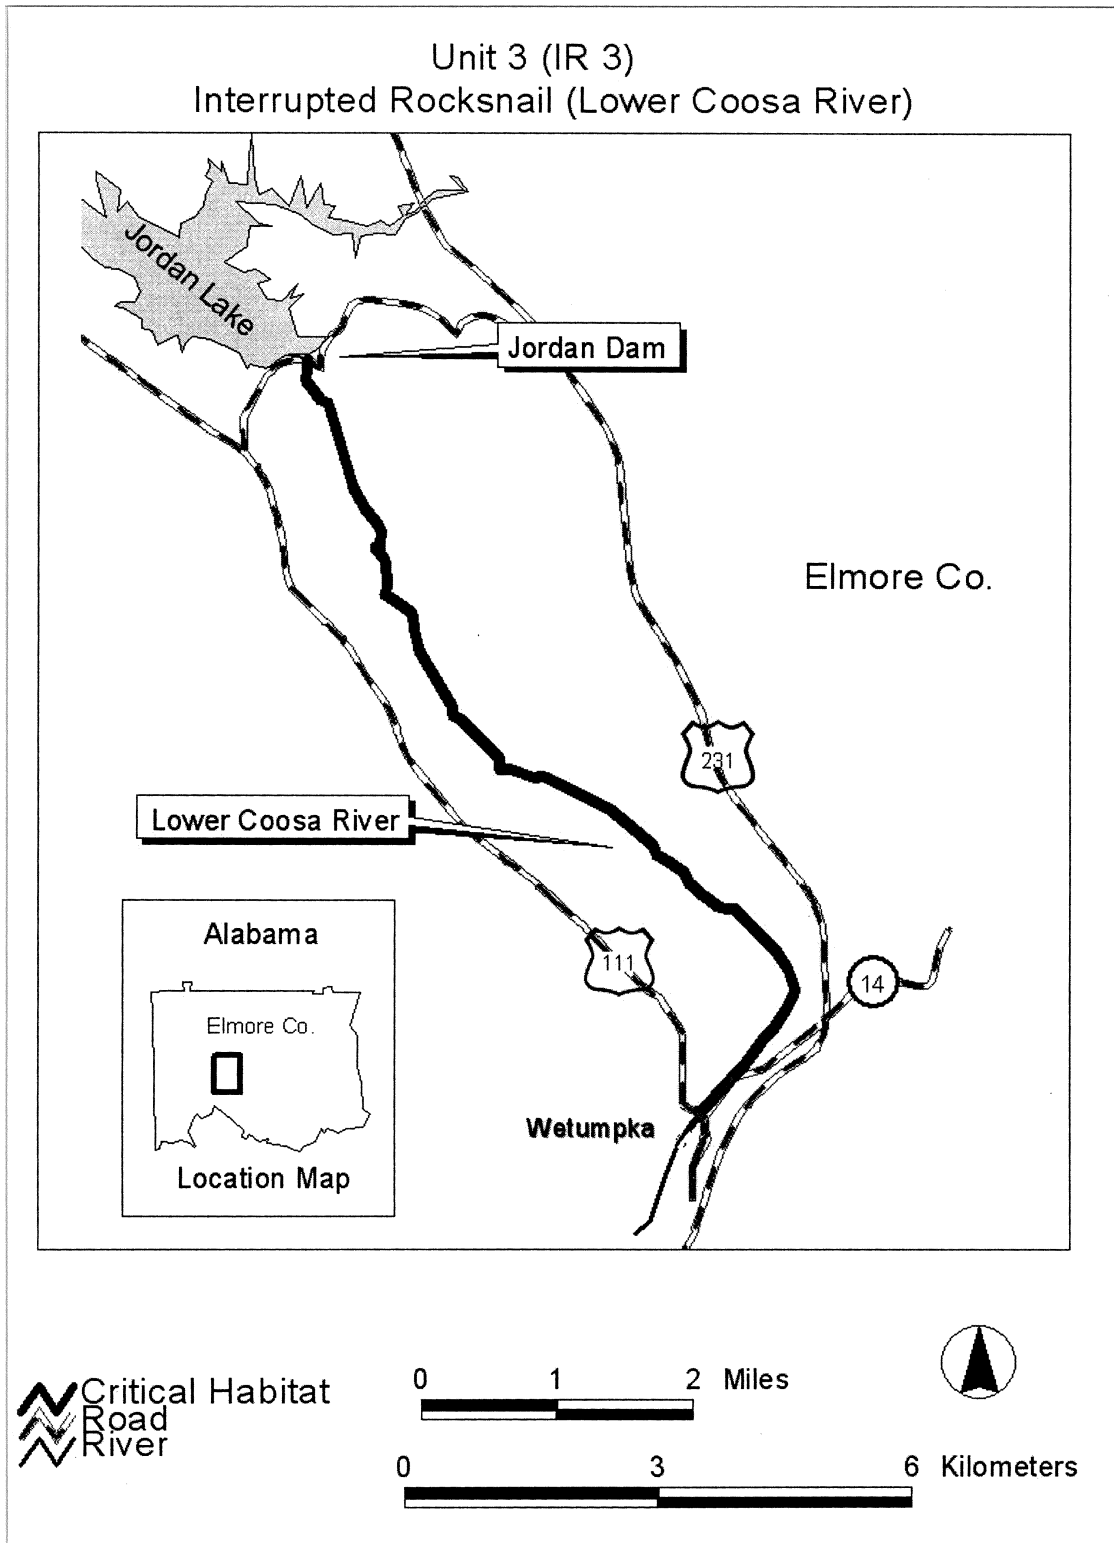 Unit 3 (IR 3)
Interrupted Rocksnail (Lower Coosa River)
Jordan Lake
Jordan Dam
Elmore Co.
231
Lower Coosa River
111
14
Alabama
Elmore Co.
Location Map
Wetumpka
Critical Habitat
Road
River
0 1 2 Miles
0 3 6 Kilometers